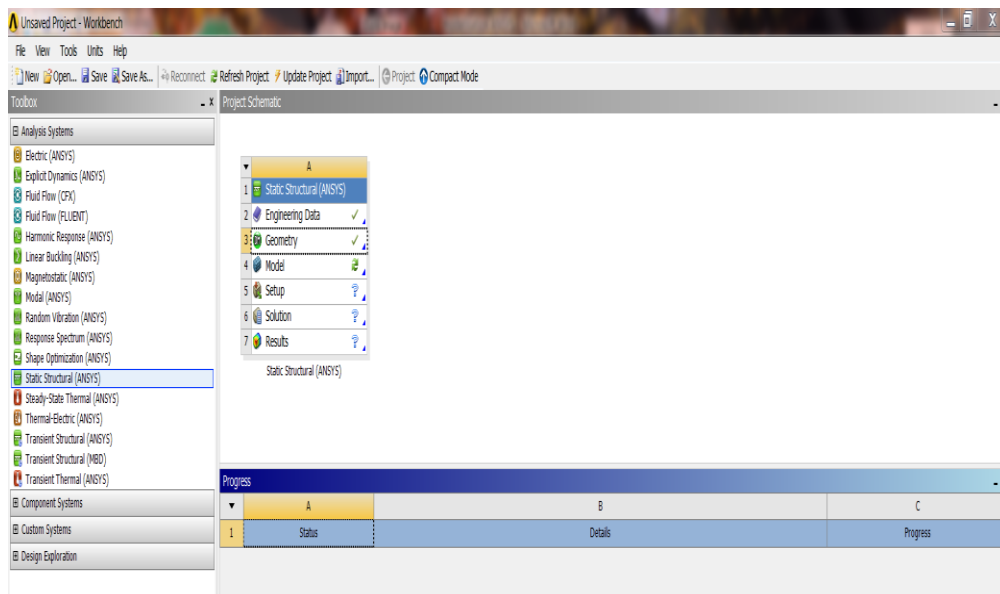 Unsaved Project - Workbench
File View Tools Units Help
New Open... Save Save As... Reconnect Refresh Project Update Project Import... Project Compact Mode
Toolbox
Project Schematic
Analysis Systems
Electric (ANSYS)
Explicit Dynamics (ANSYS)
Fluid Flow (CFX)
Fluid Flow (FLUENT)
Harmonic Response (ANSYS)
Linear Buckling (ANSYS)
Magnetostatic (ANSYS)
Modal (ANSYS)
Random Vibration (ANSYS)
Response Spectrum (ANSYS)
Shape Optimization (ANSYS)
Static Structural (ANSYS)
Steady-State Thermal (ANSYS)
Thermal-Electric (ANSYS)
Transient Structural (ANSYS)
Transient Structural (MBD)
Transient Thermal (ANSYS)
Component Systems
Custom Systems
Design Exploration
A
1 Static Structural (ANSYS)
2 Engineering Data
3 Geometry
4 Model
5 Setup ?
6 Solution ?
7 Results ?
Static Structural (ANSYS)
Progress
A B C
1 Status Details Progress